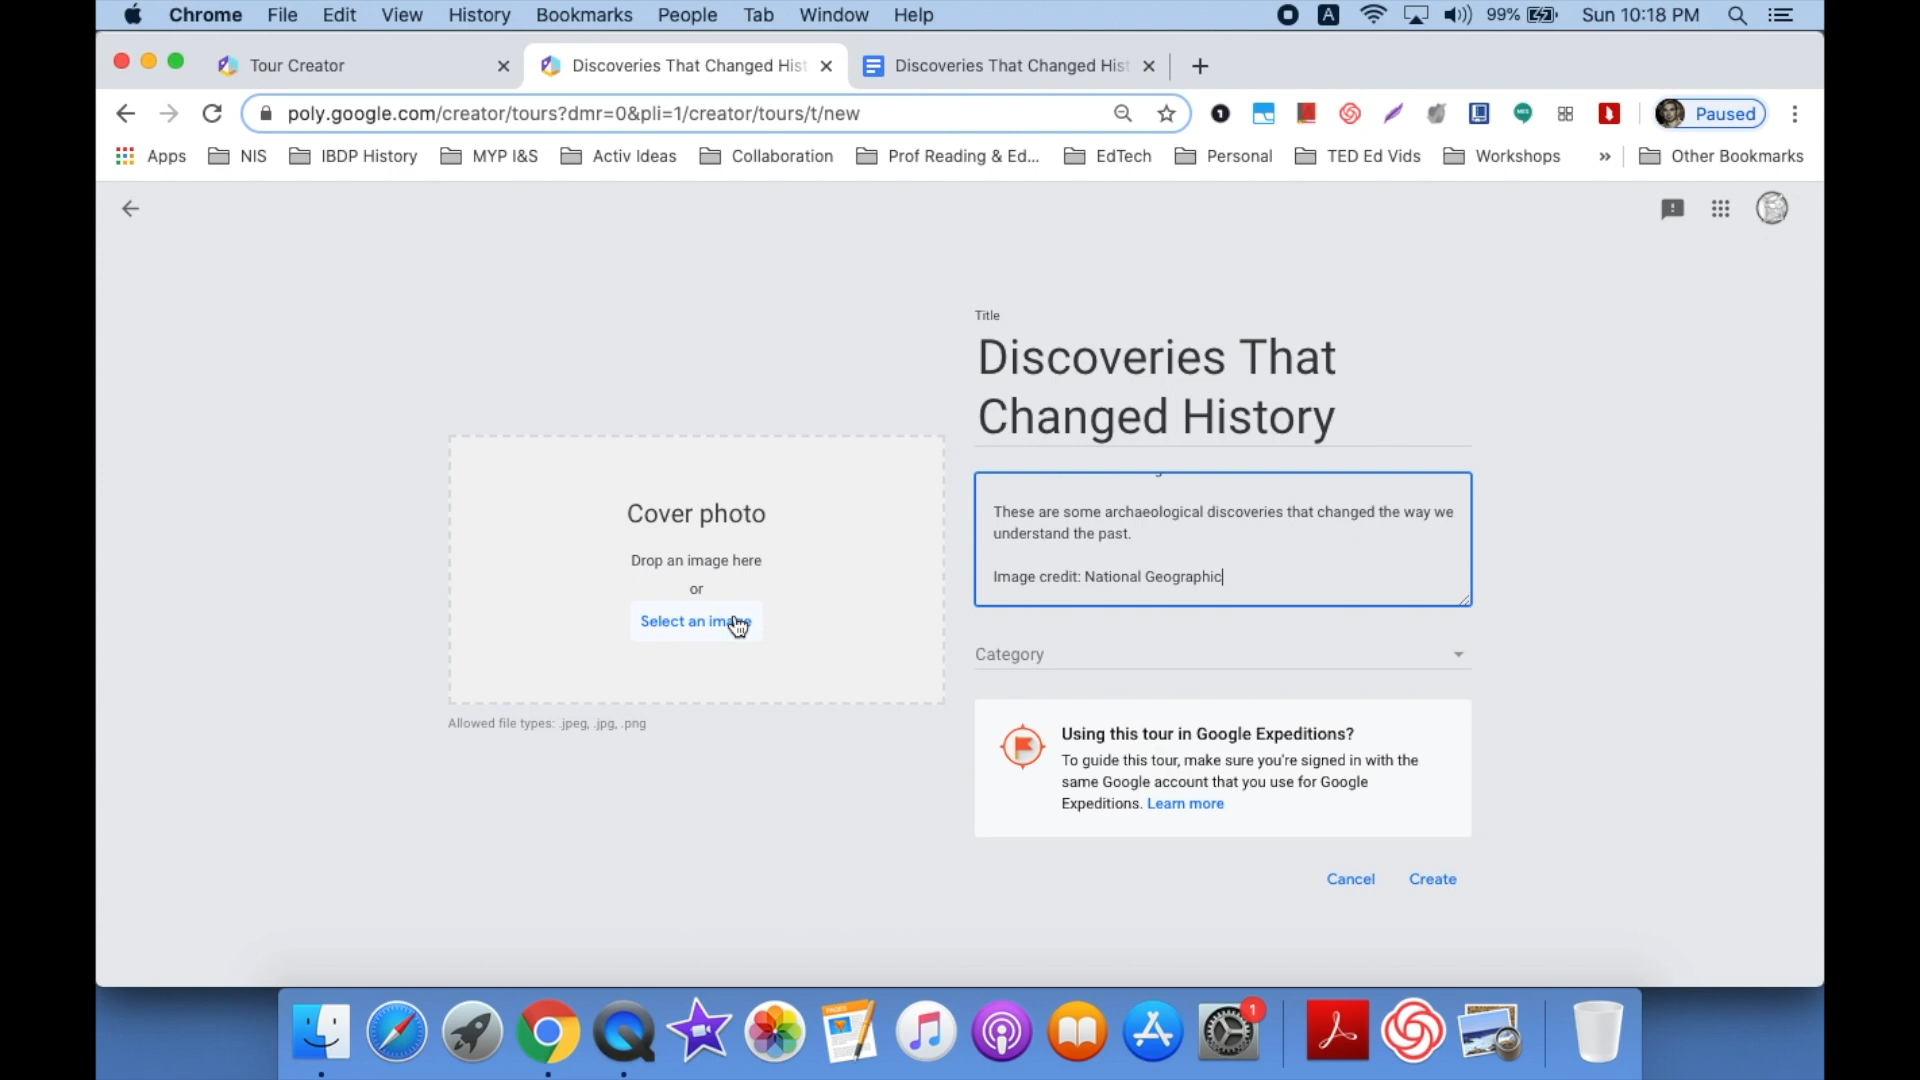 Chrome File Edit View History Bookmarks People Tab Window Help A 99% Sun 10:18 PM
Tour Creator Discoveries That Changed Hist Discoveries That Changed Hist
poly.google.com/creator/tours?dmr=0&pli=1/creator/tours/t/new Paused
Apps NIS IBDP History MYP I&S Activ Ideas Collaboration Prof Reading & Ed... EdTech Personal TED Ed Vids Workshops » Other Bookmarks
Title
Discoveries That
Changed History
These are some archaeological discoveries that changed the way we
understand the past.
Image credit: National Geographic
Cover photo
Drop an image here
or
Select an image
Allowed file types: .jpeg, .jpg, .png
Category
Using this tour in Google Expeditions?
To guide this tour, make sure you're signed in with the
same Google account that you use for Google
Expeditions. Learn more
Cancel Create
1